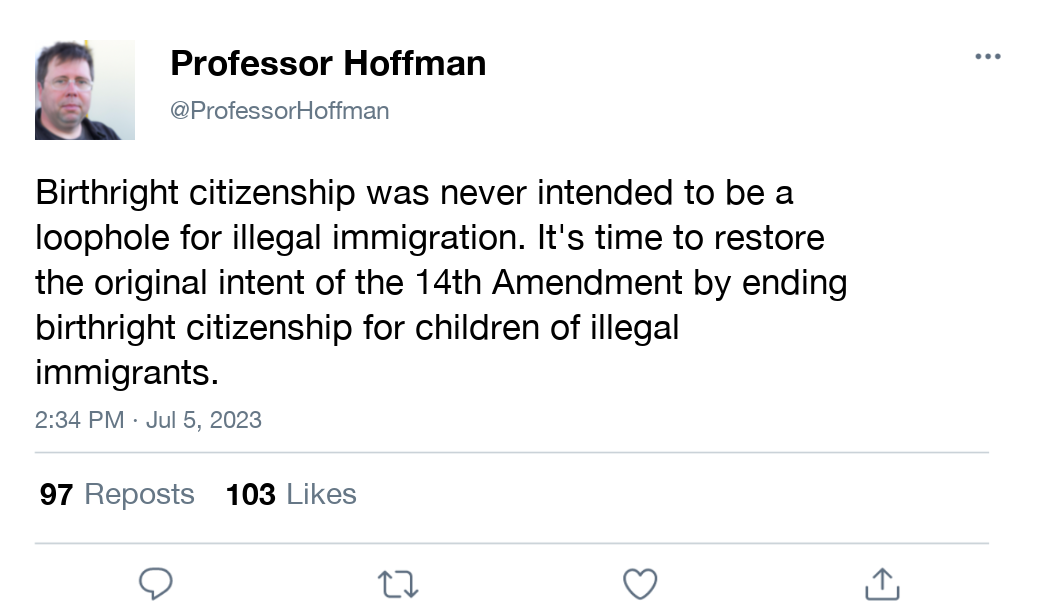 Professor Hoffman
@ProfessorHoffman
Birthright citizenship was never intended to be a
loophole for illegal immigration. It's time to restore
the original intent of the 14th Amendment by ending
birthright citizenship for children of illegal
immigrants.
2:34 PM · Jul 5, 2023
97 Reposts 103 Likes